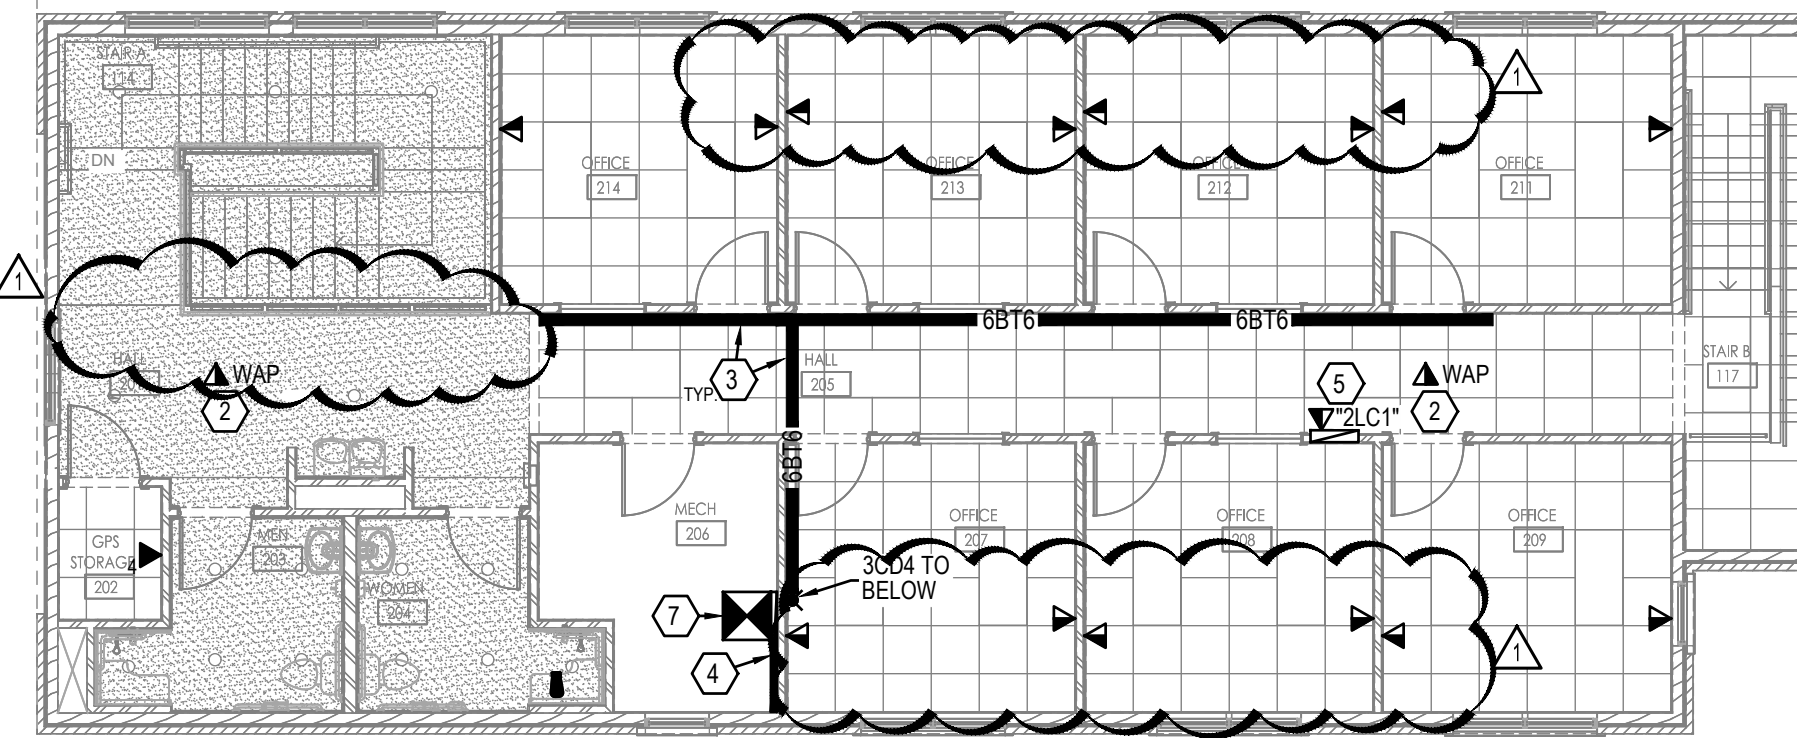 STAIR A
114
DN
OFFICE
214
OFFICE
213
OFFICE
212
OFFICE
211
1
1
6BT6
6BT6
HALL
WAP
2
3
TYP.
HALL
205
5
WAP
"2LC1"
2
STAIR B
117
6BT6
MECH
206
OFFICE
207
OFFICE
208
OFFICE
209
GPS
STORAGE
4
202
MEN
203
WOMEN
204
3CD4 TO
BELOW
7
4
1